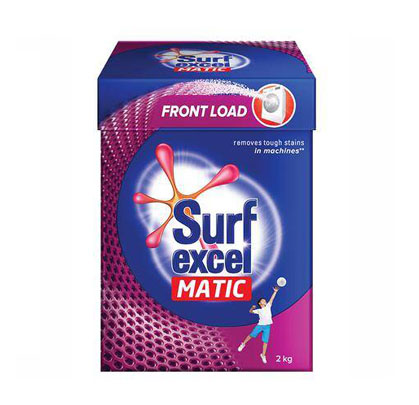 Surf
excel
MATIC
FRONT LOAD
removes tough stains
in machines**
Surf
excel
MATIC
2 kg